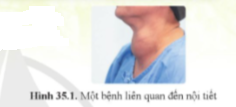 Hình 35.1. Một bệnh liên quan đến nội tiết